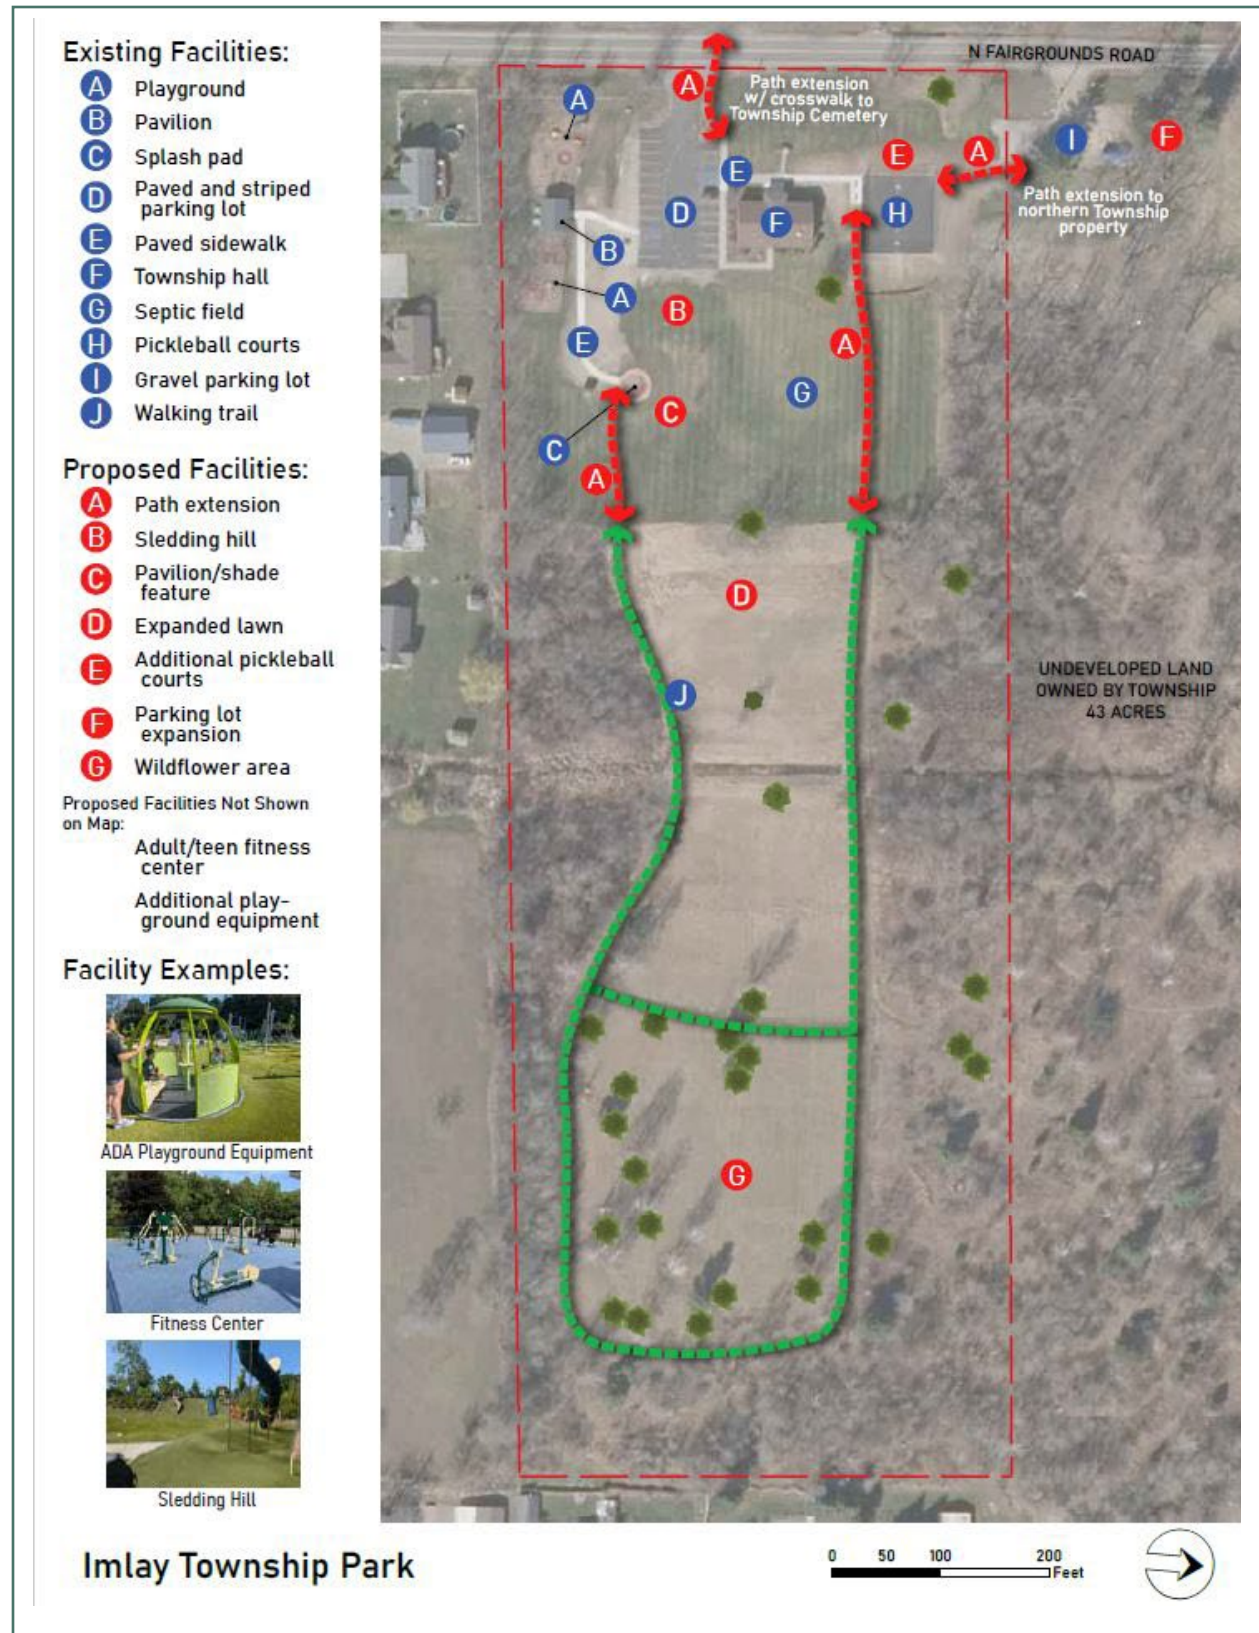 Existing Facilities:
A Playground
B Pavilion
C Splash pad
D Paved and striped
parking lot
E Paved sidewalk
F Township hall
G Septic field
H Pickleball courts
I Gravel parking lot
J Walking trail
Proposed Facilities:
A Path extension
B Sledding hill
C Pavilion/shade
feature
D Expanded lawn
E Additional pickleball
courts
F Parking lot
expansion
G Wildflower area
Proposed Facilities Not Shown
on Map:
Adult/teen fitness
center
Additional play-
ground equipment
Facility Examples:
ADA Playground Equipment
Fitness Center
Sledding Hill
N FAIRGROUNDS ROAD
A
Path extension
w/ crosswalk to
Township Cemetery
A
E
E
A
I
F
Path extension to
northern Township
property
D
F
H
B
A
B
E
A
G
C
C
A
D
J
UNDEVELOPED LAND
OWNED BY TOWNSHIP
43 ACRES
G
Imlay Township Park
0 50 100 200
Feet